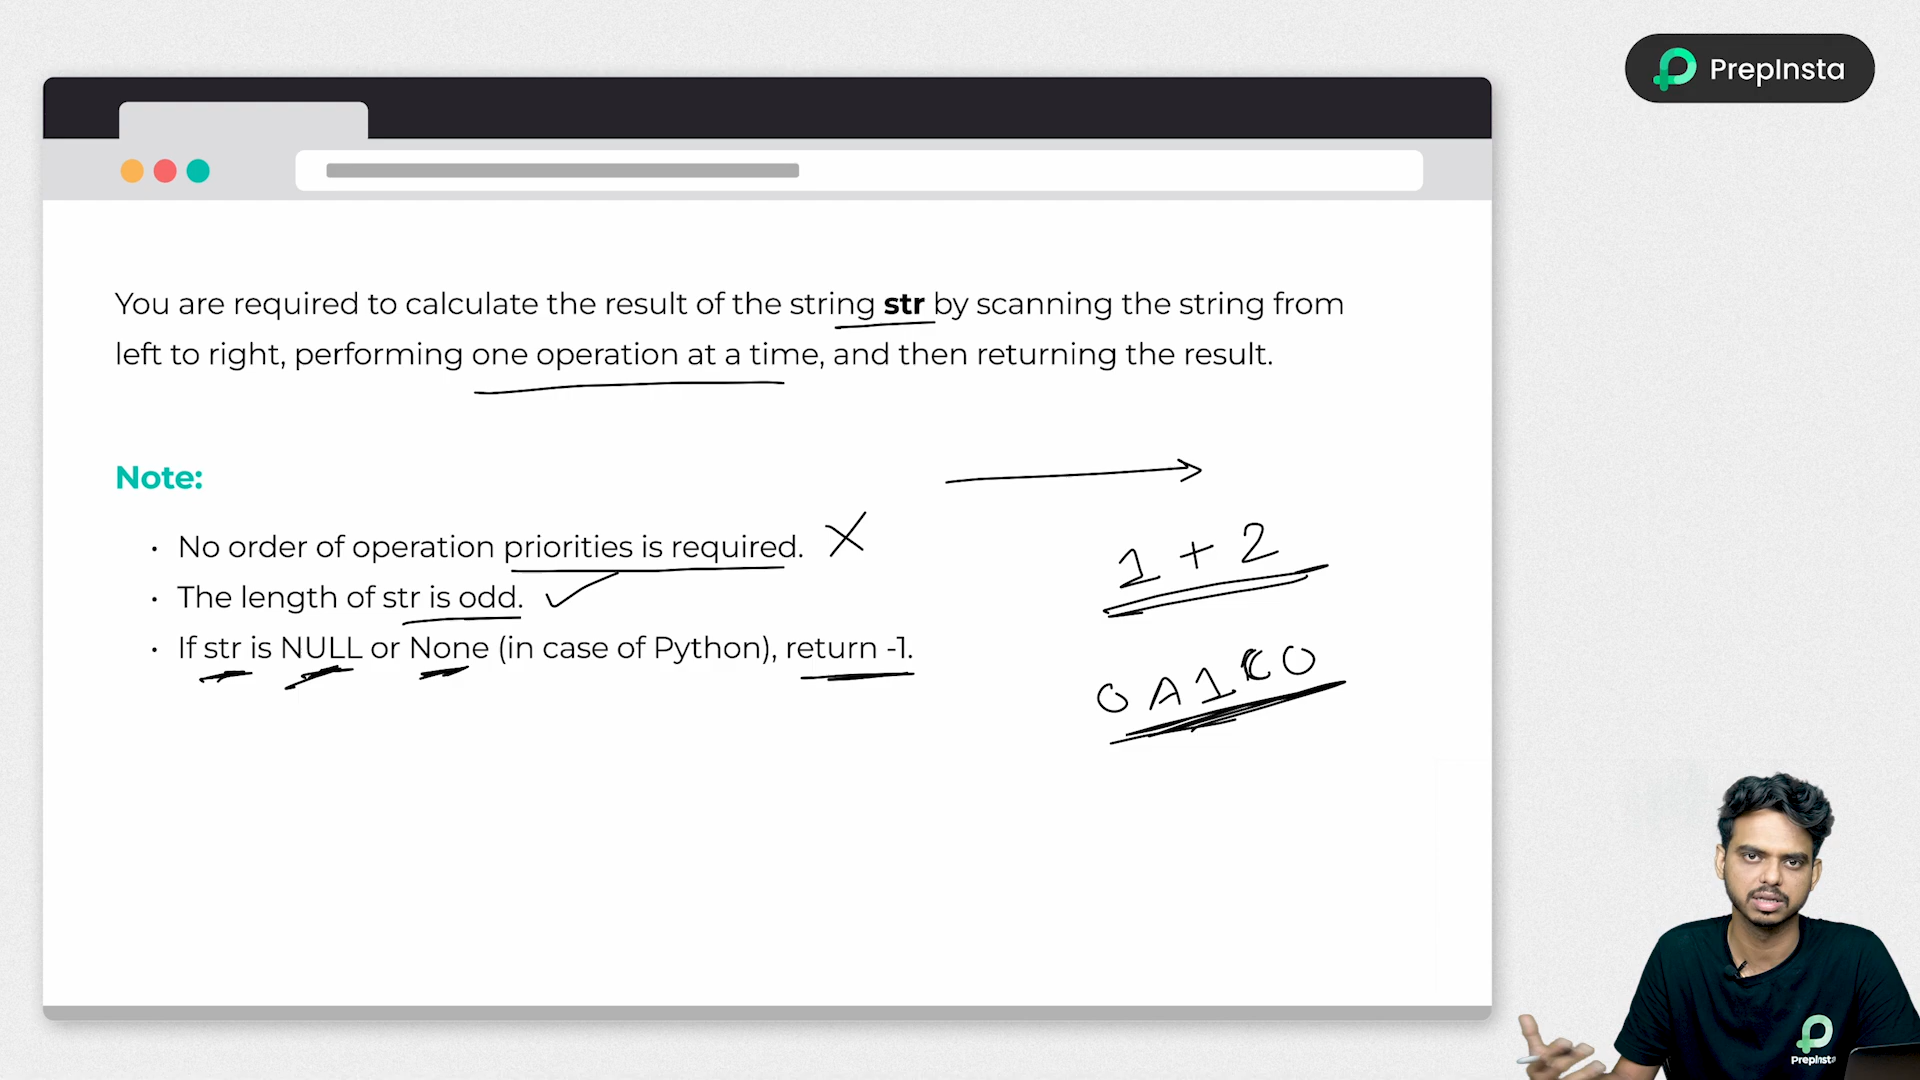 PrepInsta
You are required to calculate the result of the string str by scanning the string from
left to right, performing one operation at a time, and then returning the result.
Note:
· No order of operation priorities is required.
· The length of str is odd.
· If str is NULL or None (in case of Python), return -1.
1 + 2
0A1C0
PrepInsta